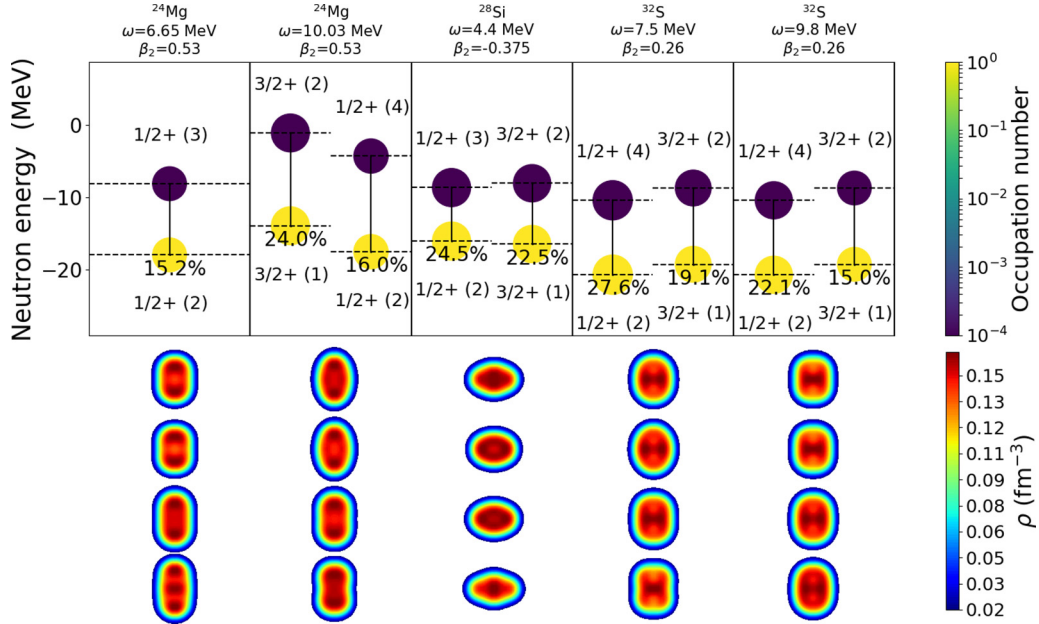 ²⁴Mg
ω=6.65 MeV
β₂=0.53
²⁴Mg
ω=10.03 MeV
β₂=0.53
²⁸Si
ω=4.4 MeV
β₂=-0.375
³²S
ω=7.5 MeV
β₂=0.26
³²S
ω=9.8 MeV
β₂=0.26
Neutron energy (MeV)
0
−10
−20
1/2+ (3)
15.2%
1/2+ (2)
3/2+ (2)
1/2+ (4)
24.0%
16.0%
3/2+ (1)
1/2+ (2)
1/2+ (3)
3/2+ (2)
24.5%
22.5%
1/2+ (2)
3/2+ (1)
1/2+ (4)
3/2+ (2)
27.6%
19.1%
1/2+ (2)
3/2+ (1)
1/2+ (4)
3/2+ (2)
22.1%
15.0%
1/2+ (2)
3/2+ (1)
10⁰
10⁻¹
10⁻²
10⁻³
10⁻⁴
Occupation number
0.15
0.13
0.12
0.10
0.09
0.08
0.06
0.05
0.03
0.02
ρ (fm⁻³)